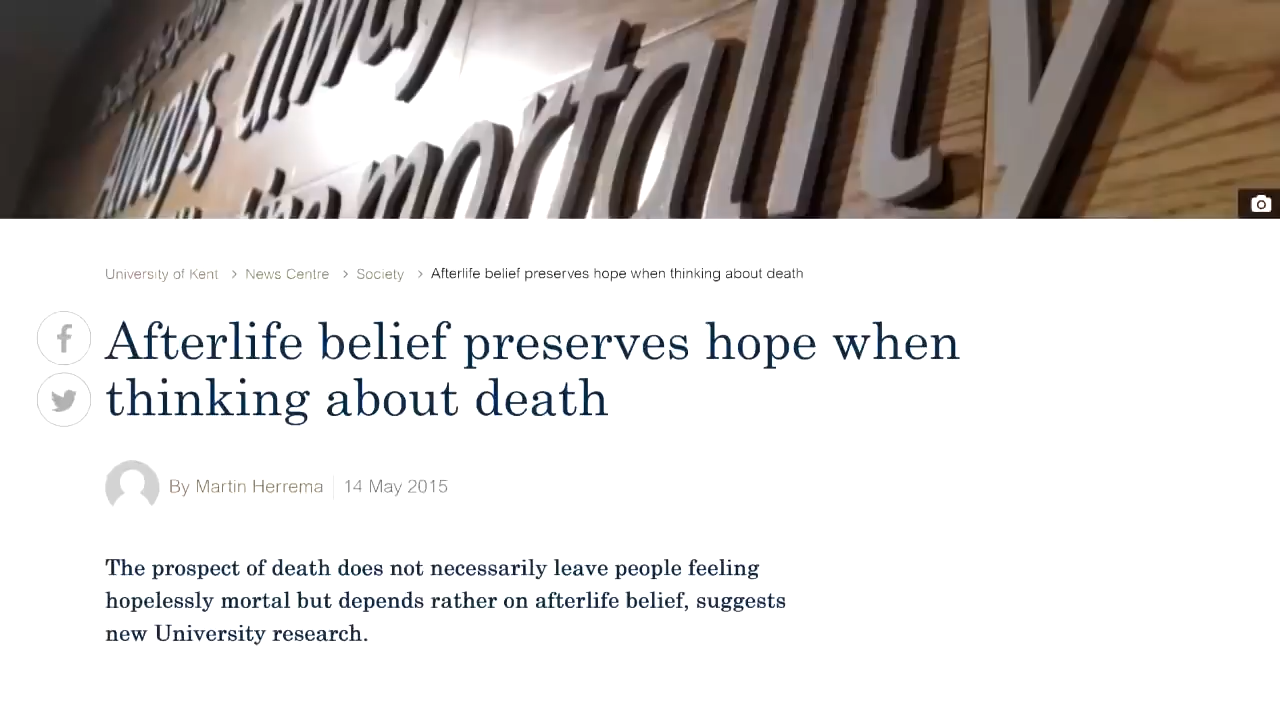 Always, always
mortality
University of Kent > News Centre > Society > Afterlife belief preserves hope when thinking about death
Afterlife belief preserves hope when
thinking about death
By Martin Herrema | 14 May 2015
The prospect of death does not necessarily leave people feeling
hopelessly mortal but depends rather on afterlife belief, suggests
new University research.